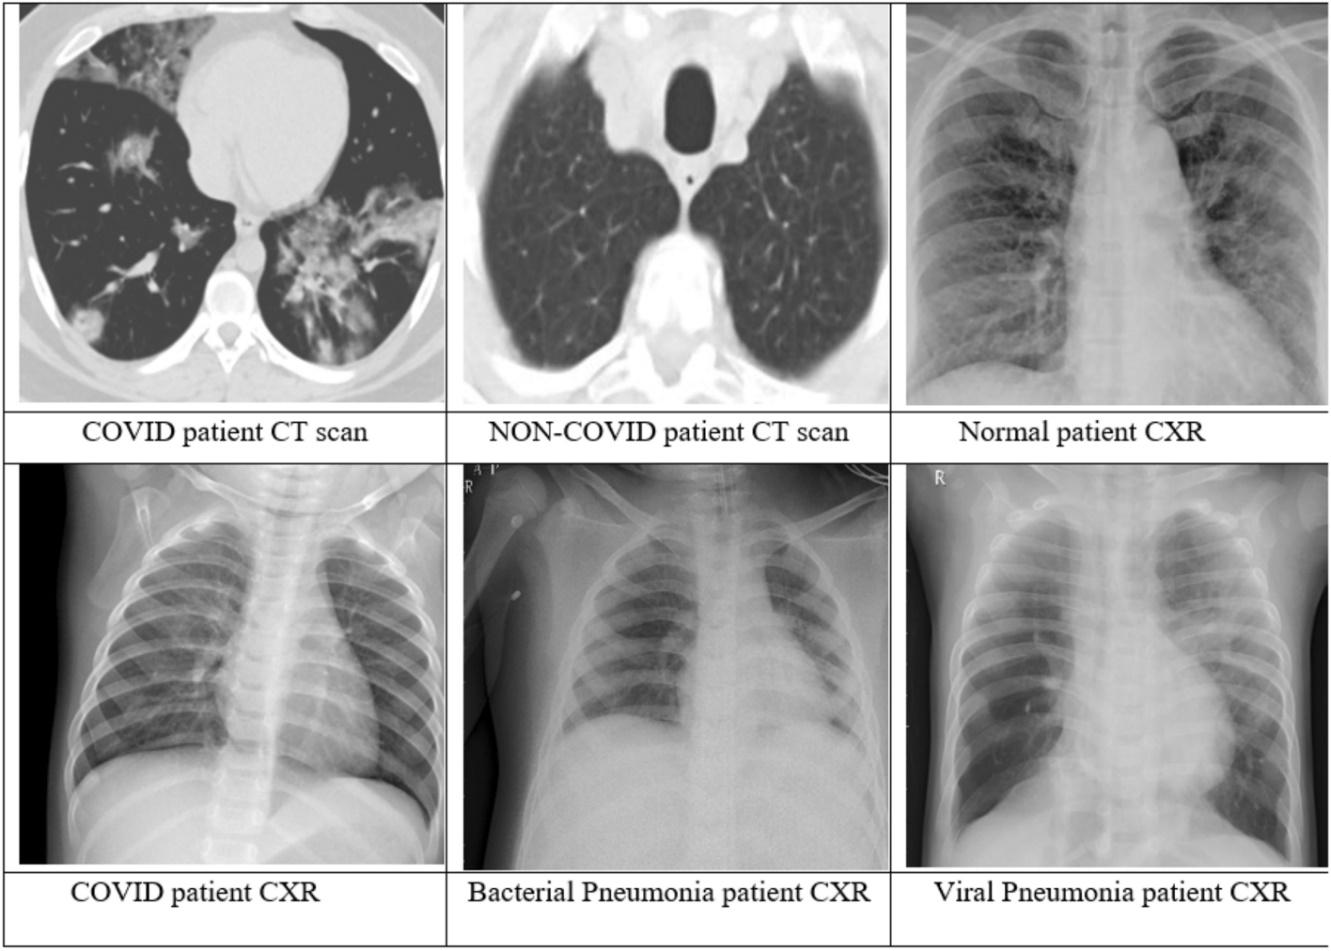 COVID patient CT scan
NON-COVID patient CT scan
Normal patient CXR
A P
R
R
COVID patient CXR
Bacterial Pneumonia patient CXR
Viral Pneumonia patient CXR